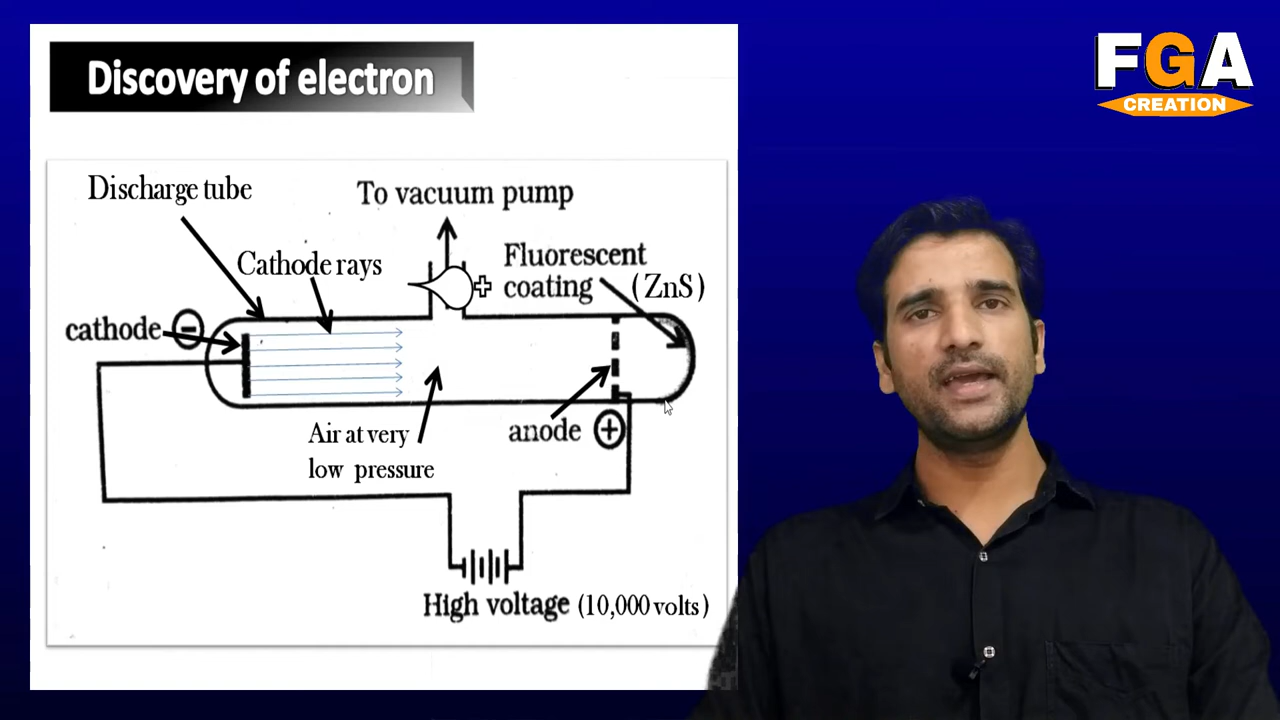 Discovery of electron
FGA
CREATION
Discharge tube
To vacuum pump
Cathode rays
Fluorescent
coating (ZnS)
cathode
Air at very
low pressure
anode
High voltage (10,000 volts)